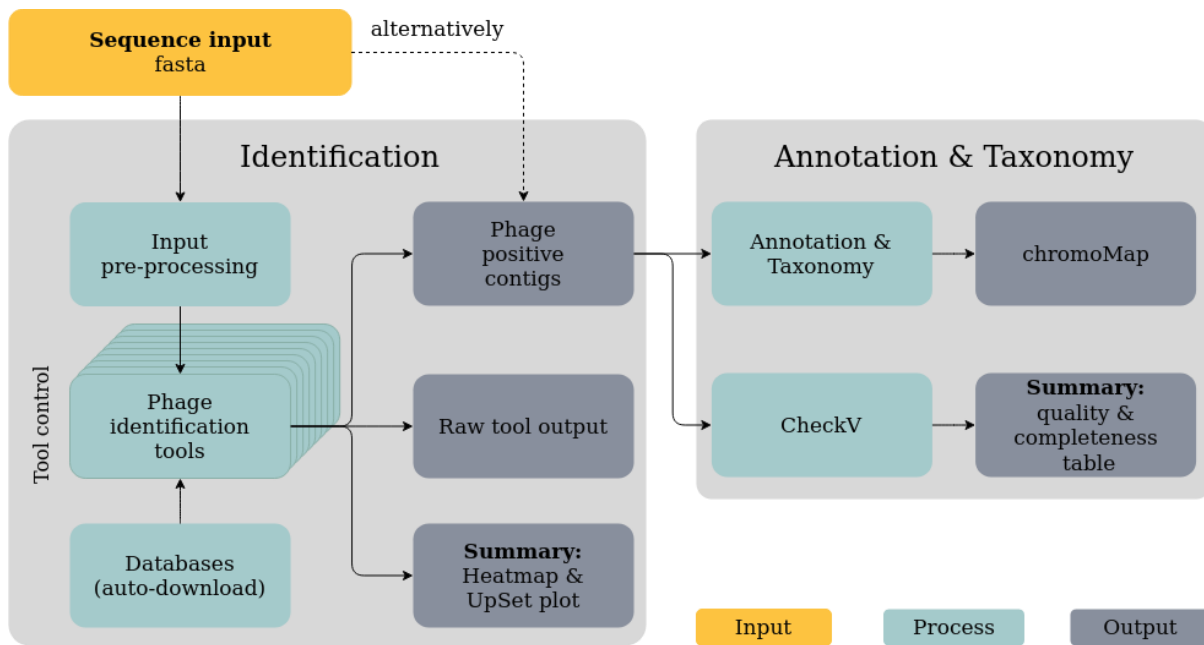 Sequence input
fasta
alternatively
Identification
Input
pre-processing
Tool control
Phage
identification
tools
Databases
(auto-download)
Phage
positive
contigs
Raw tool output
Summary:
Heatmap &
UpSet plot
Annotation & Taxonomy
Annotation &
Taxonomy
chromoMap
CheckV
Summary:
quality &
completeness
table
Input
Process
Output